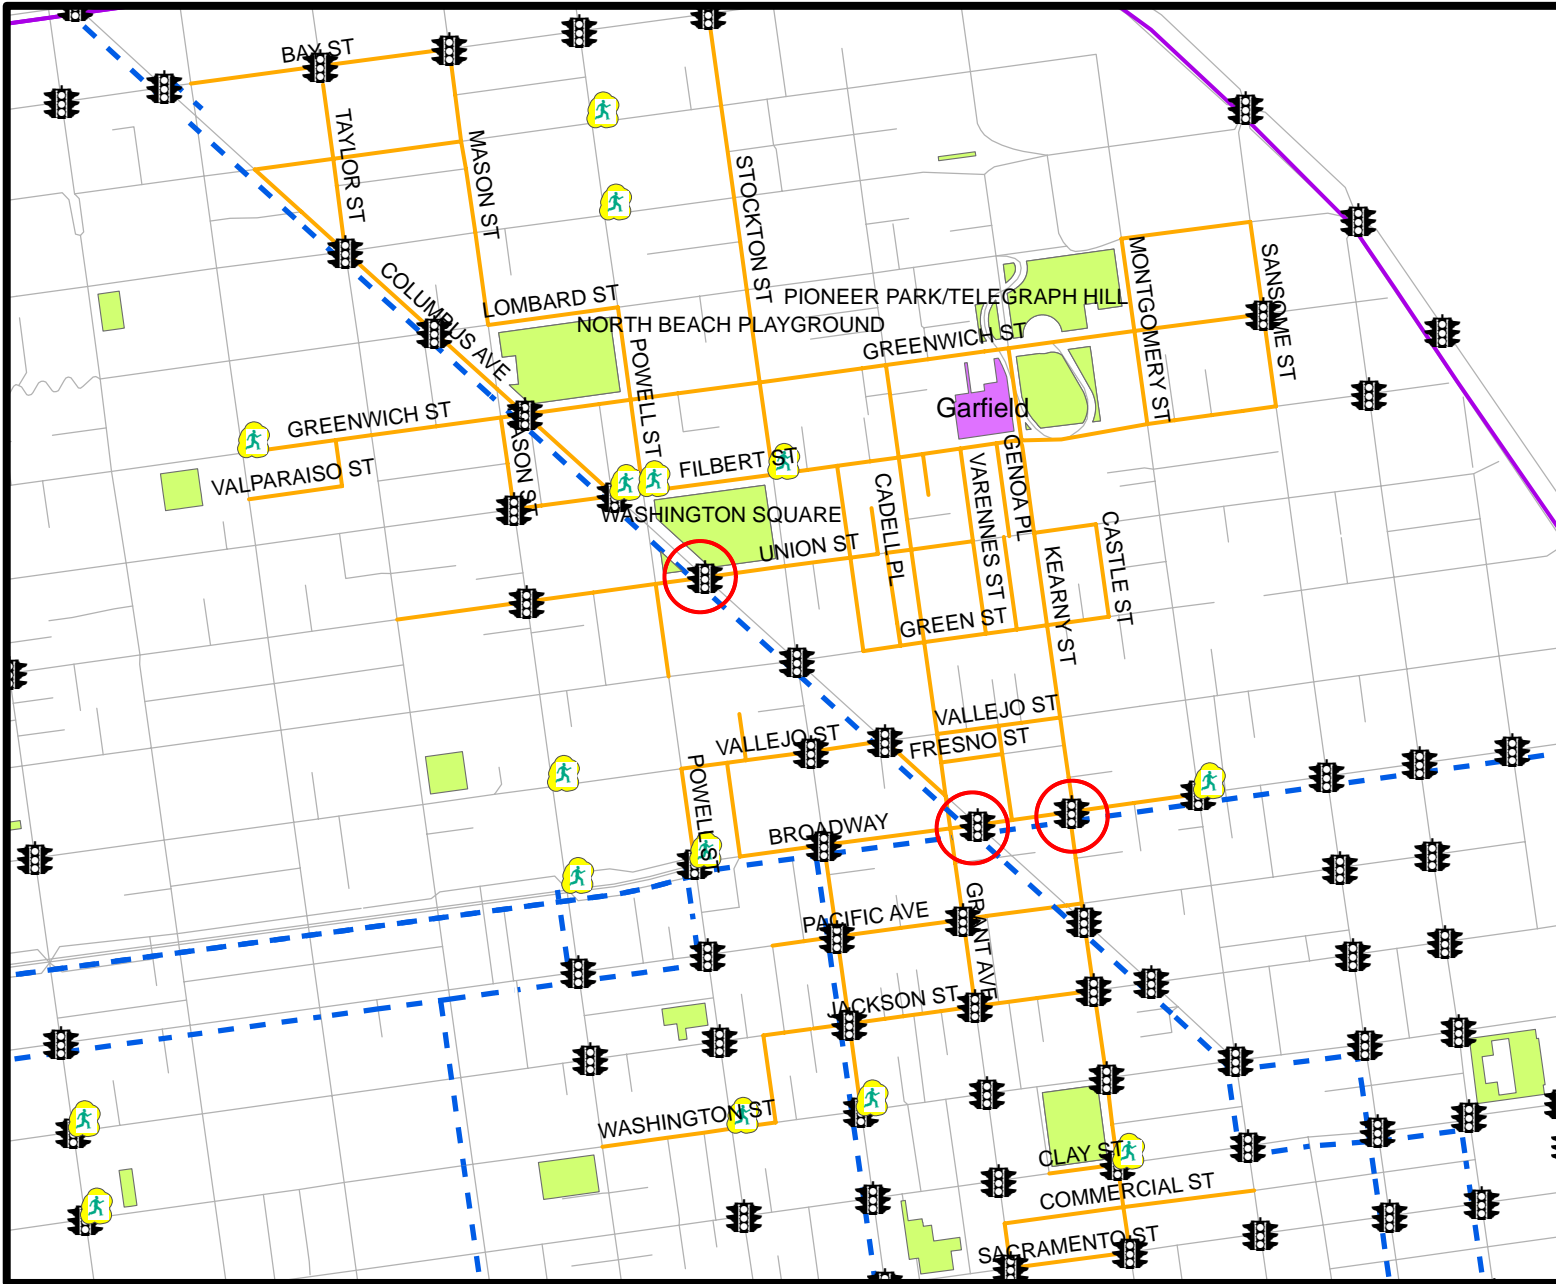 BAY ST
TAYLOR ST
MASON ST
STOCKTON ST
COLUMBUS AVE
LOMBARD ST
PIONEER PARK/TELEGRAPH HILL
NORTH BEACH PLAYGROUND
MONTGOMERY ST
SANSOME ST
GREENWICH ST
POWELL ST
Garfield
GREENWICH ST
VALPARAISO ST
MASON ST
FILBERT ST
WASHINGTON SQUARE
UNION ST
CADELL PL
VARENNES ST
GENOA PL
CASTLE ST
KEARNY ST
GREEN ST
VALLEJO ST
FRESNO ST
VALLEJO ST
POWELL ST
BROADWAY
PACIFIC AVE
GRANT AVE
JACKSON ST
WASHINGTON ST
CLAY ST
COMMERCIAL ST
SACRAMENTO ST